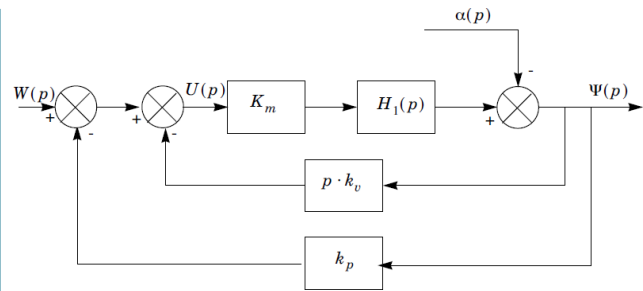 α(p)
-
W(p)
U(p)
K_m
H_1(p)
Ψ(p)
+
-
+
-
+
p · k_v
k_p